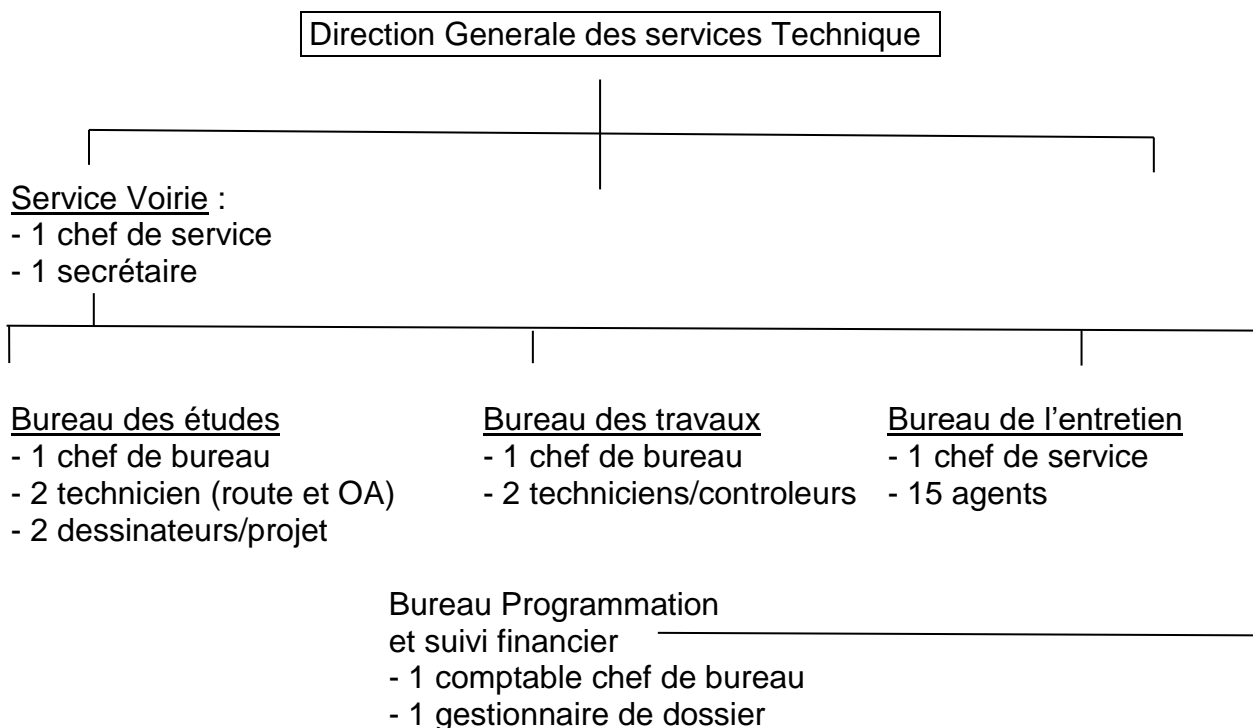 Direction Generale des services Technique
Service Voirie :
- 1 chef de service
- 1 secrétaire
Bureau des études
- 1 chef de bureau
- 2 technicien (route et OA)
- 2 dessinateurs/projet
Bureau des travaux
- 1 chef de bureau
- 2 techniciens/controleurs
Bureau de l’entretien
- 1 chef de service
- 15 agents
Bureau Programmation
et suivi financier
- 1 comptable chef de bureau
- 1 gestionnaire de dossier